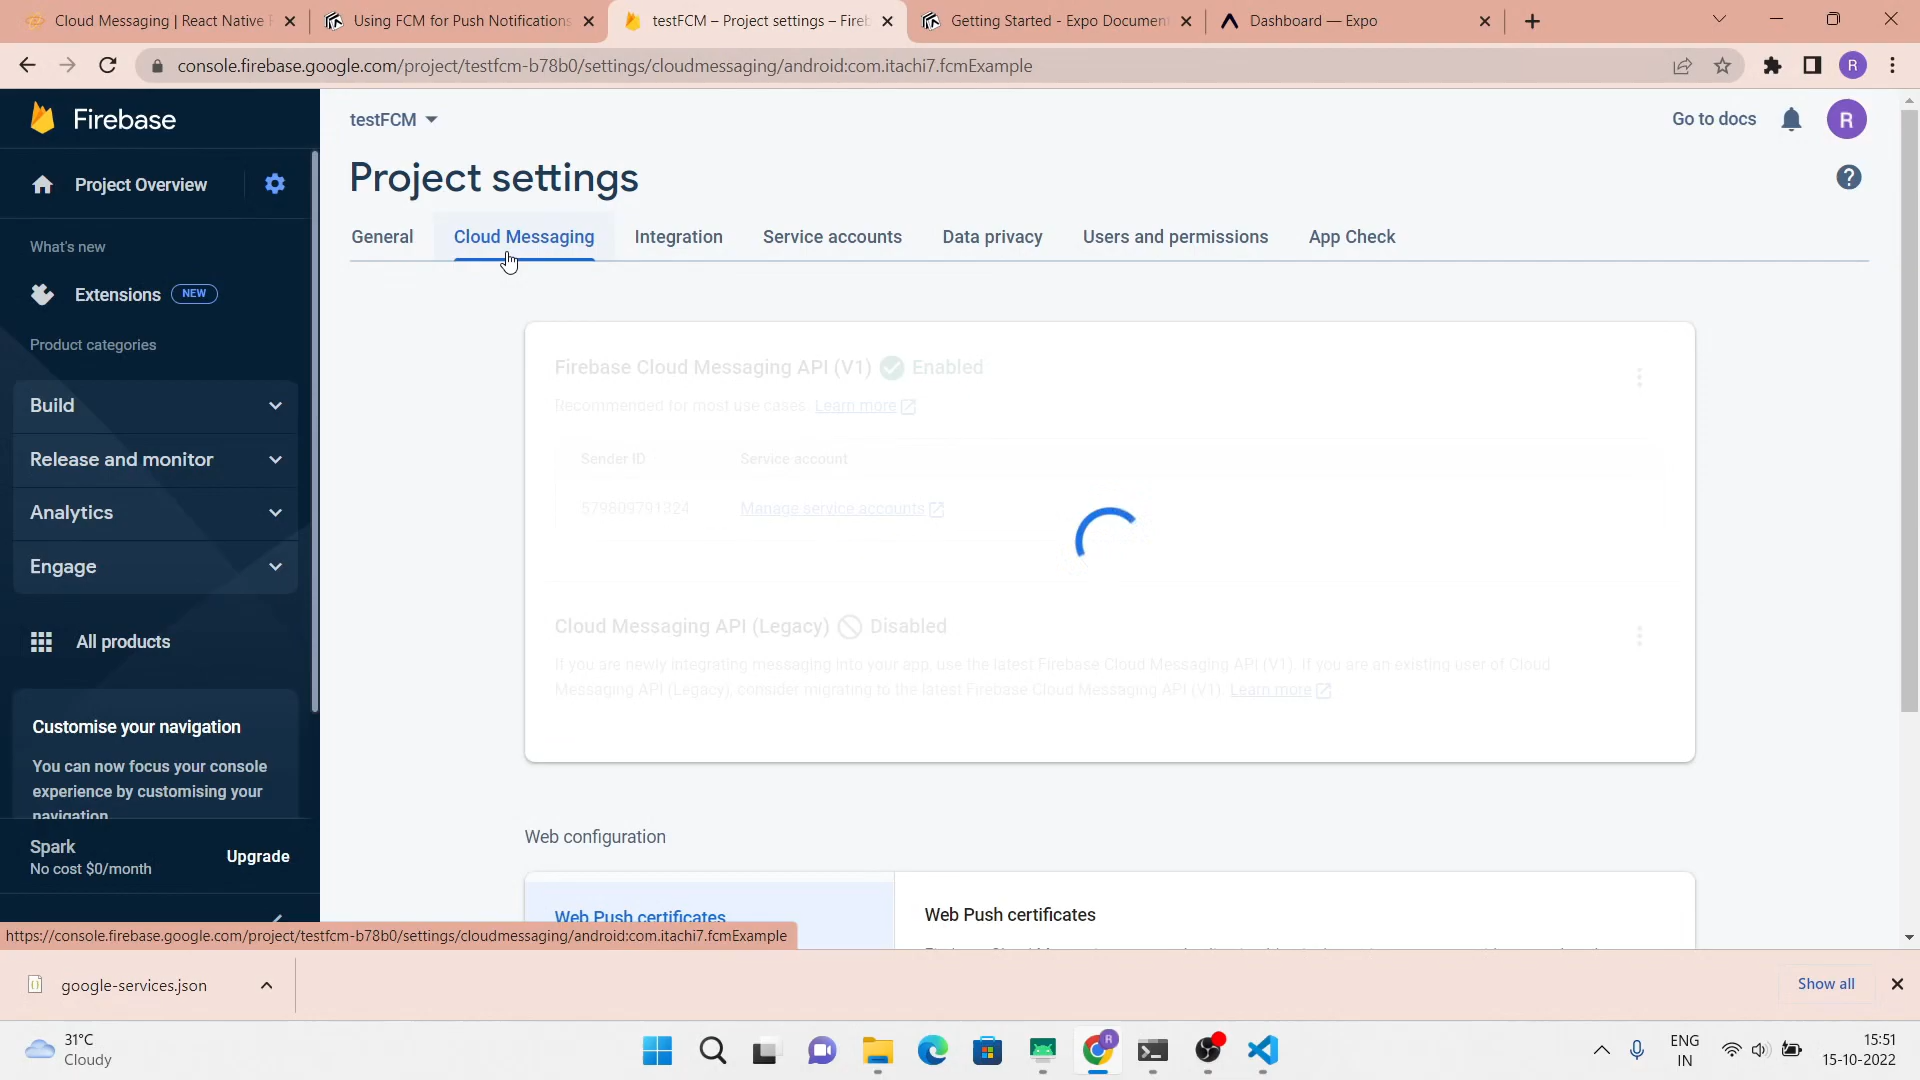 Cloud Messaging | React Native F
Using FCM for Push Notifications
testFCM – Project settings – Fireb
Getting Started - Expo Document
Dashboard — Expo
console.firebase.google.com/project/testfcm-b78b0/settings/cloudmessaging/android:com.itachi7.fcmExample
R
Firebase
testFCM
Go to docs
R
Project Overview
Project settings
?
General
Cloud Messaging
Integration
Service accounts
Data privacy
Users and permissions
App Check
What's new
Extensions NEW
Product categories
Build
Release and monitor
Analytics
Engage
All products
Customise your navigation
You can now focus your console
experience by customising your
navigation
Spark
No cost $0/month
Upgrade
Firebase Cloud Messaging API (V1) Enabled
Recommended for most use cases. Learn more
Sender ID
Service account
579809791324
Manage service accounts
Cloud Messaging API (Legacy) Disabled
If you are newly integrating messaging into your app, use the latest Firebase Cloud Messaging API (V1). If you are an existing user of Cloud
Messaging API (Legacy), consider migrating to the latest Firebase Cloud Messaging API (V1). Learn more
Web configuration
Web Push certificates
Web Push certificates
https://console.firebase.google.com/project/testfcm-b78b0/settings/cloudmessaging/android:com.itachi7.fcmExample
google-services.json
Show all
31°C
Cloudy
R
ENG
IN
15:51
15-10-2022